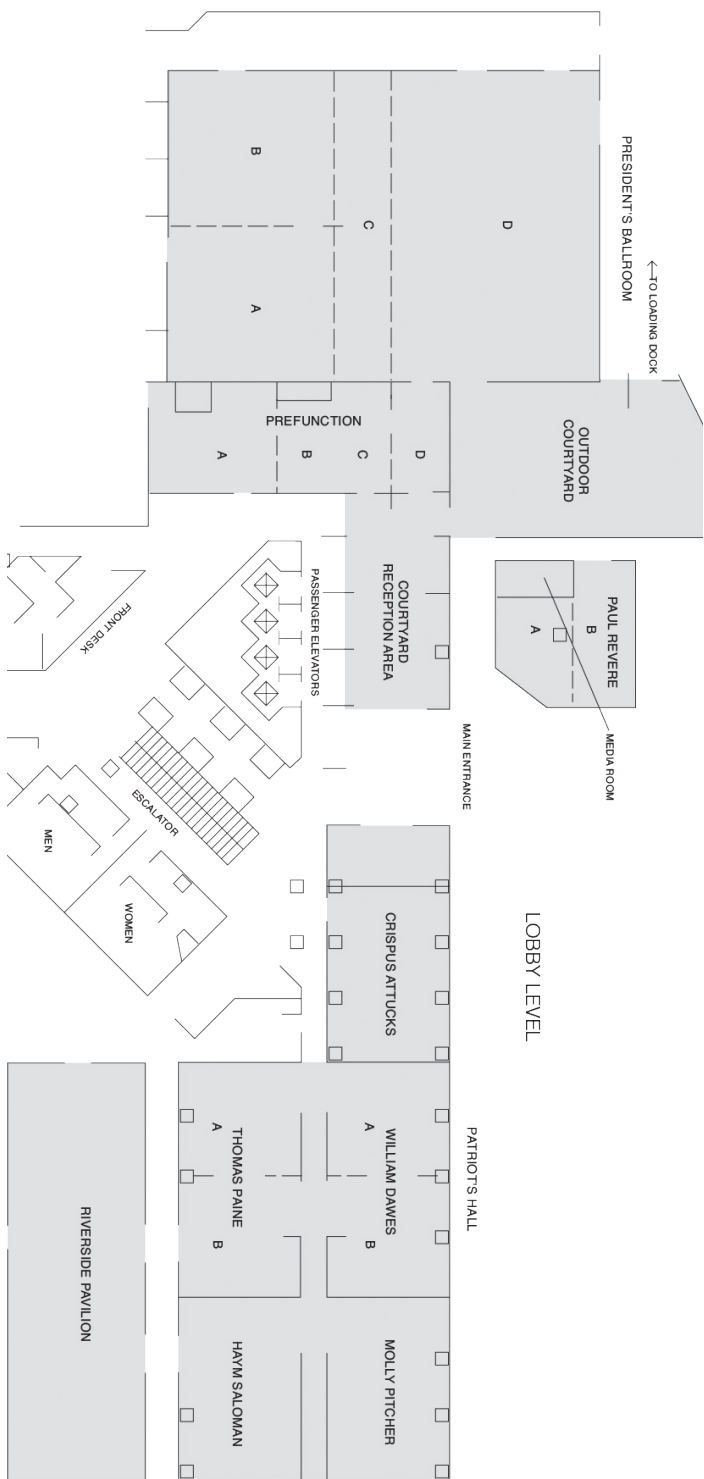 LOBBY LEVEL
PRESIDENT'S BALLROOM
←TO LOADING DOCK
B
C
D
A
PREFUNCTION
A
B
C
D
OUTDOOR
COURTYARD
COURTYARD
RECEPTION AREA
PAUL REVERE
B
A
MEDIA ROOM
MAIN ENTRANCE
PASSENGER ELEVATORS
FRONT DESK
ESCALATOR
MEN
WOMEN
CRISPUS ATTUCKS
PATRIOT'S HALL
WILLIAM DAWES
A
B
THOMAS PAINE
A
B
MOLLY PITCHER
HAYM SALOMAN
RIVERSIDE PAVILION